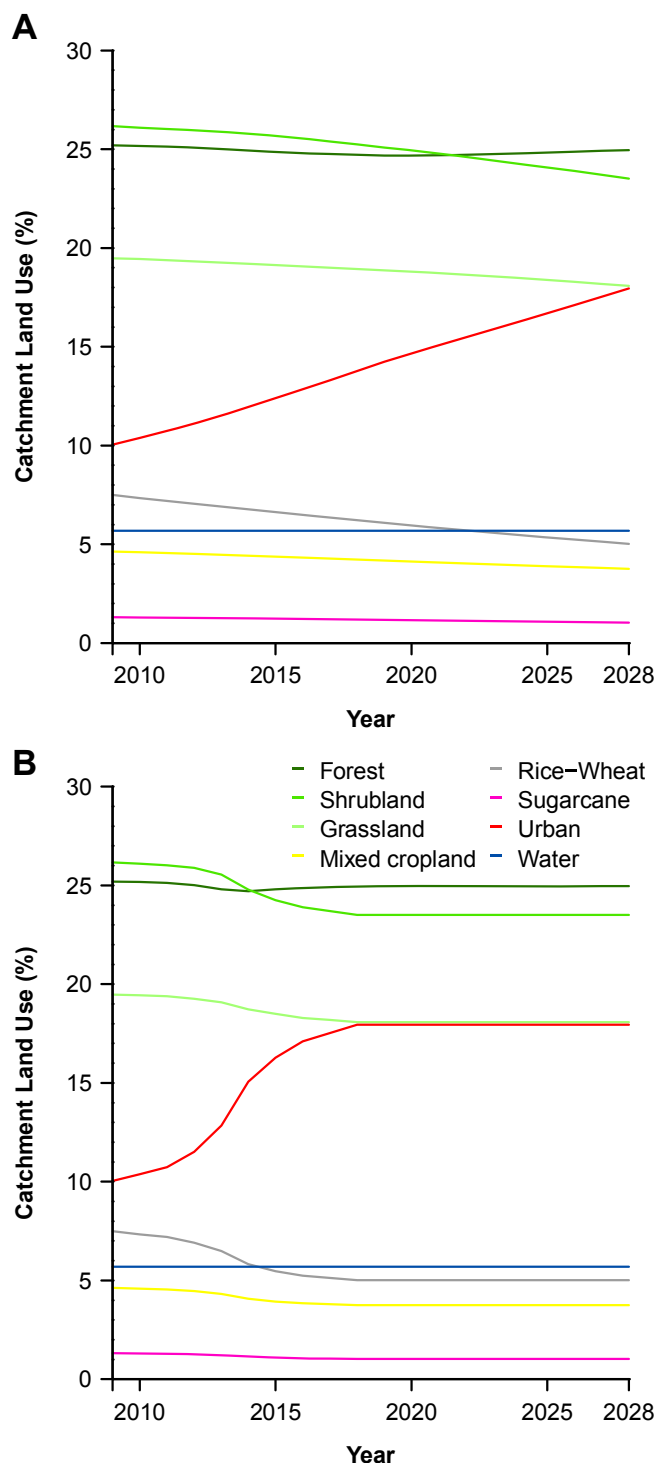 A
30
25
20
15
10
5
0
Catchment Land Use (%)
2010 2015 2020 2025 2028
Year
B
Forest Rice−Wheat
Shrubland Sugarcane
Grassland Urban
Mixed cropland Water
30
25
20
15
10
5
0
Catchment Land Use (%)
2010 2015 2020 2025 2028
Year